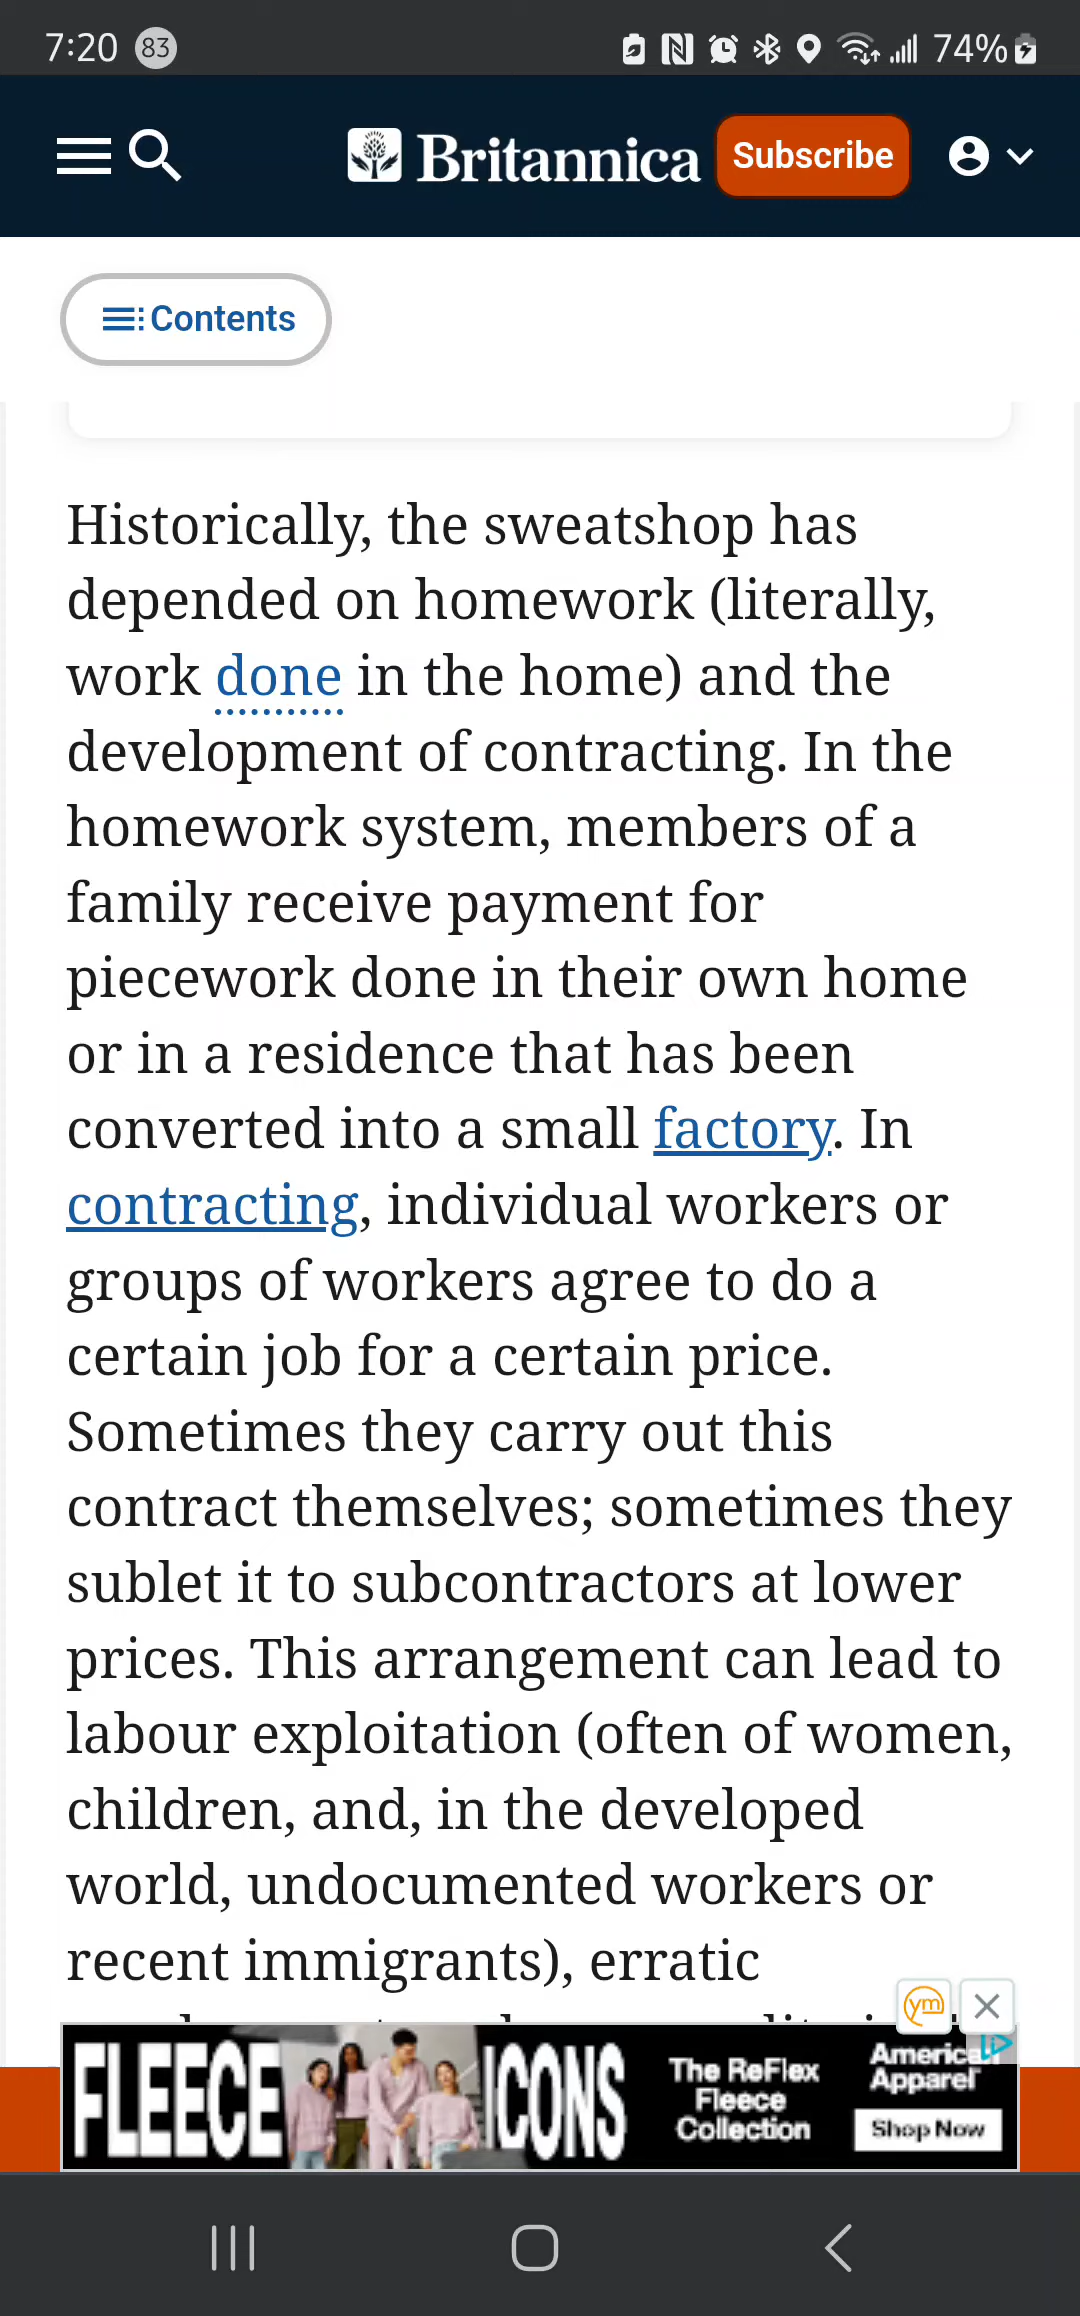 7:20 83 74%
Britannica Subscribe
Contents
Historically, the sweatshop has
depended on homework (literally,
work done in the home) and the
development of contracting. In the
homework system, members of a
family receive payment for
piecework done in their own home
or in a residence that has been
converted into a small factory. In
contracting, individual workers or
groups of workers agree to do a
certain job for a certain price.
Sometimes they carry out this
contract themselves; sometimes they
sublet it to subcontractors at lower
prices. This arrangement can lead to
labour exploitation (often of women,
children, and, in the developed
world, undocumented workers or
recent immigrants), erratic
ym
FLEECE ICONS
The ReFlex
Fleece
Collection
American
Apparel
Shop Now